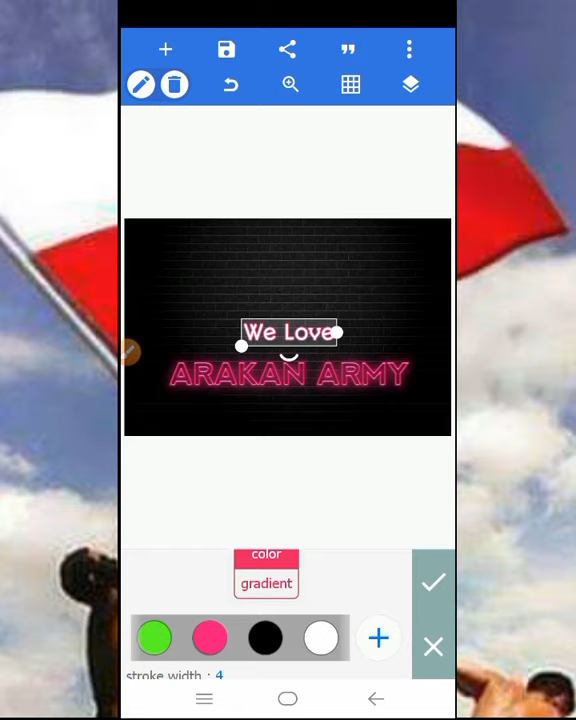 We Love
ARAKAN ARMY
color
gradient
stroke width : 4